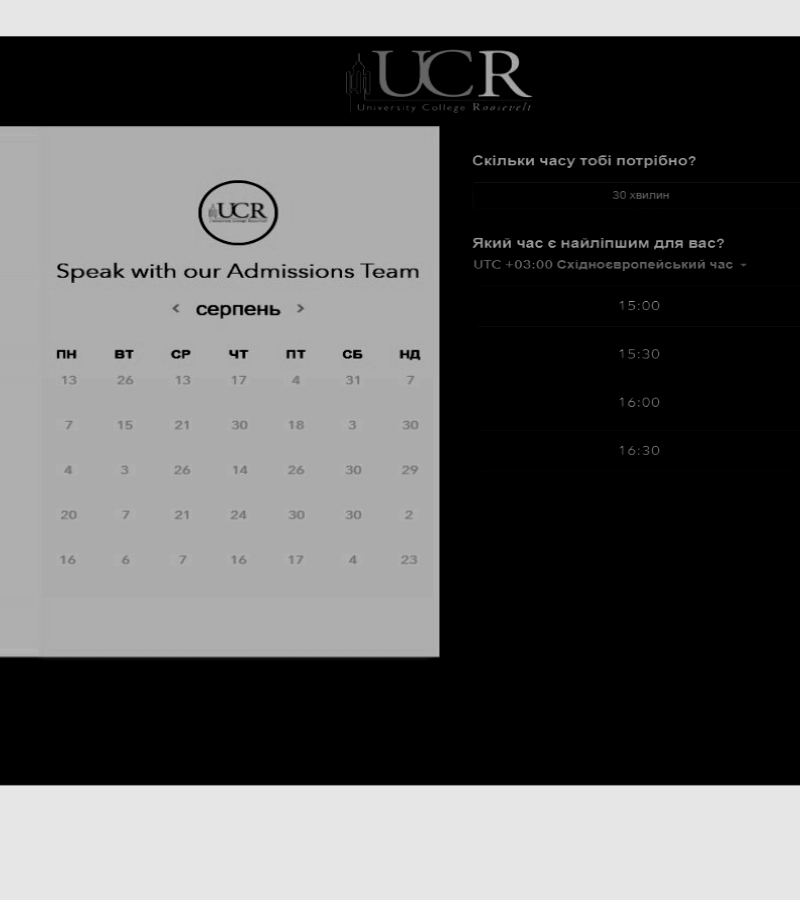 UCR
University College Roosevelt
UCR
Speak with our Admissions Team
< серпень >
ПН ВТ СР ЧТ ПТ СБ НД
13 26 13 17 4 31 7
7 15 21 30 18 3 30
4 3 26 14 26 30 29
20 7 21 24 30 30 2
16 6 7 16 17 4 23
Скільки часу тобі потрібно?
30 хвилин
Який час є найліпшим для вас?
UTC +03:00 Східноєвропейський час
15:00
15:30
16:00
16:30